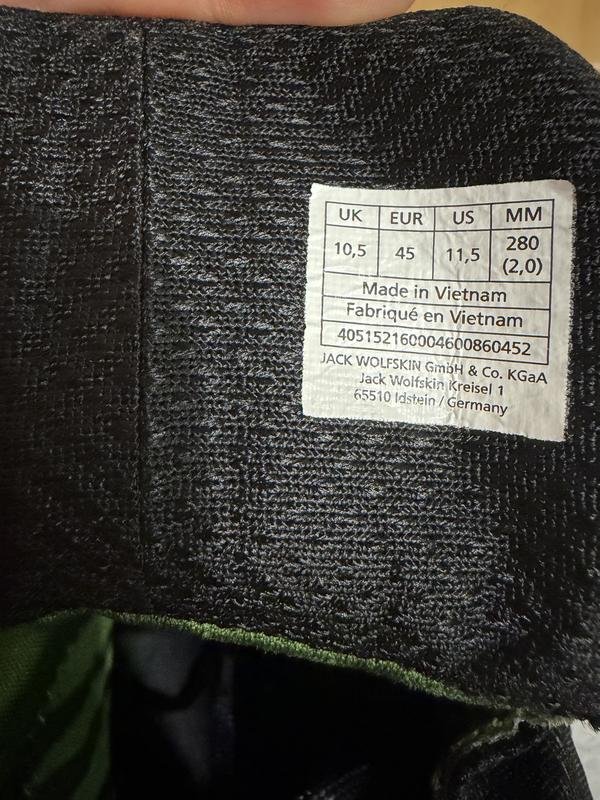 UK EUR US MM
10,5 45 11,5 280 (2,0)
Made in Vietnam
Fabriqué en Vietnam
405152160004600860452
JACK WOLFSKIN GmbH & Co. KGaA
Jack Wolfskin Kreisel 1
65510 Idstein / Germany